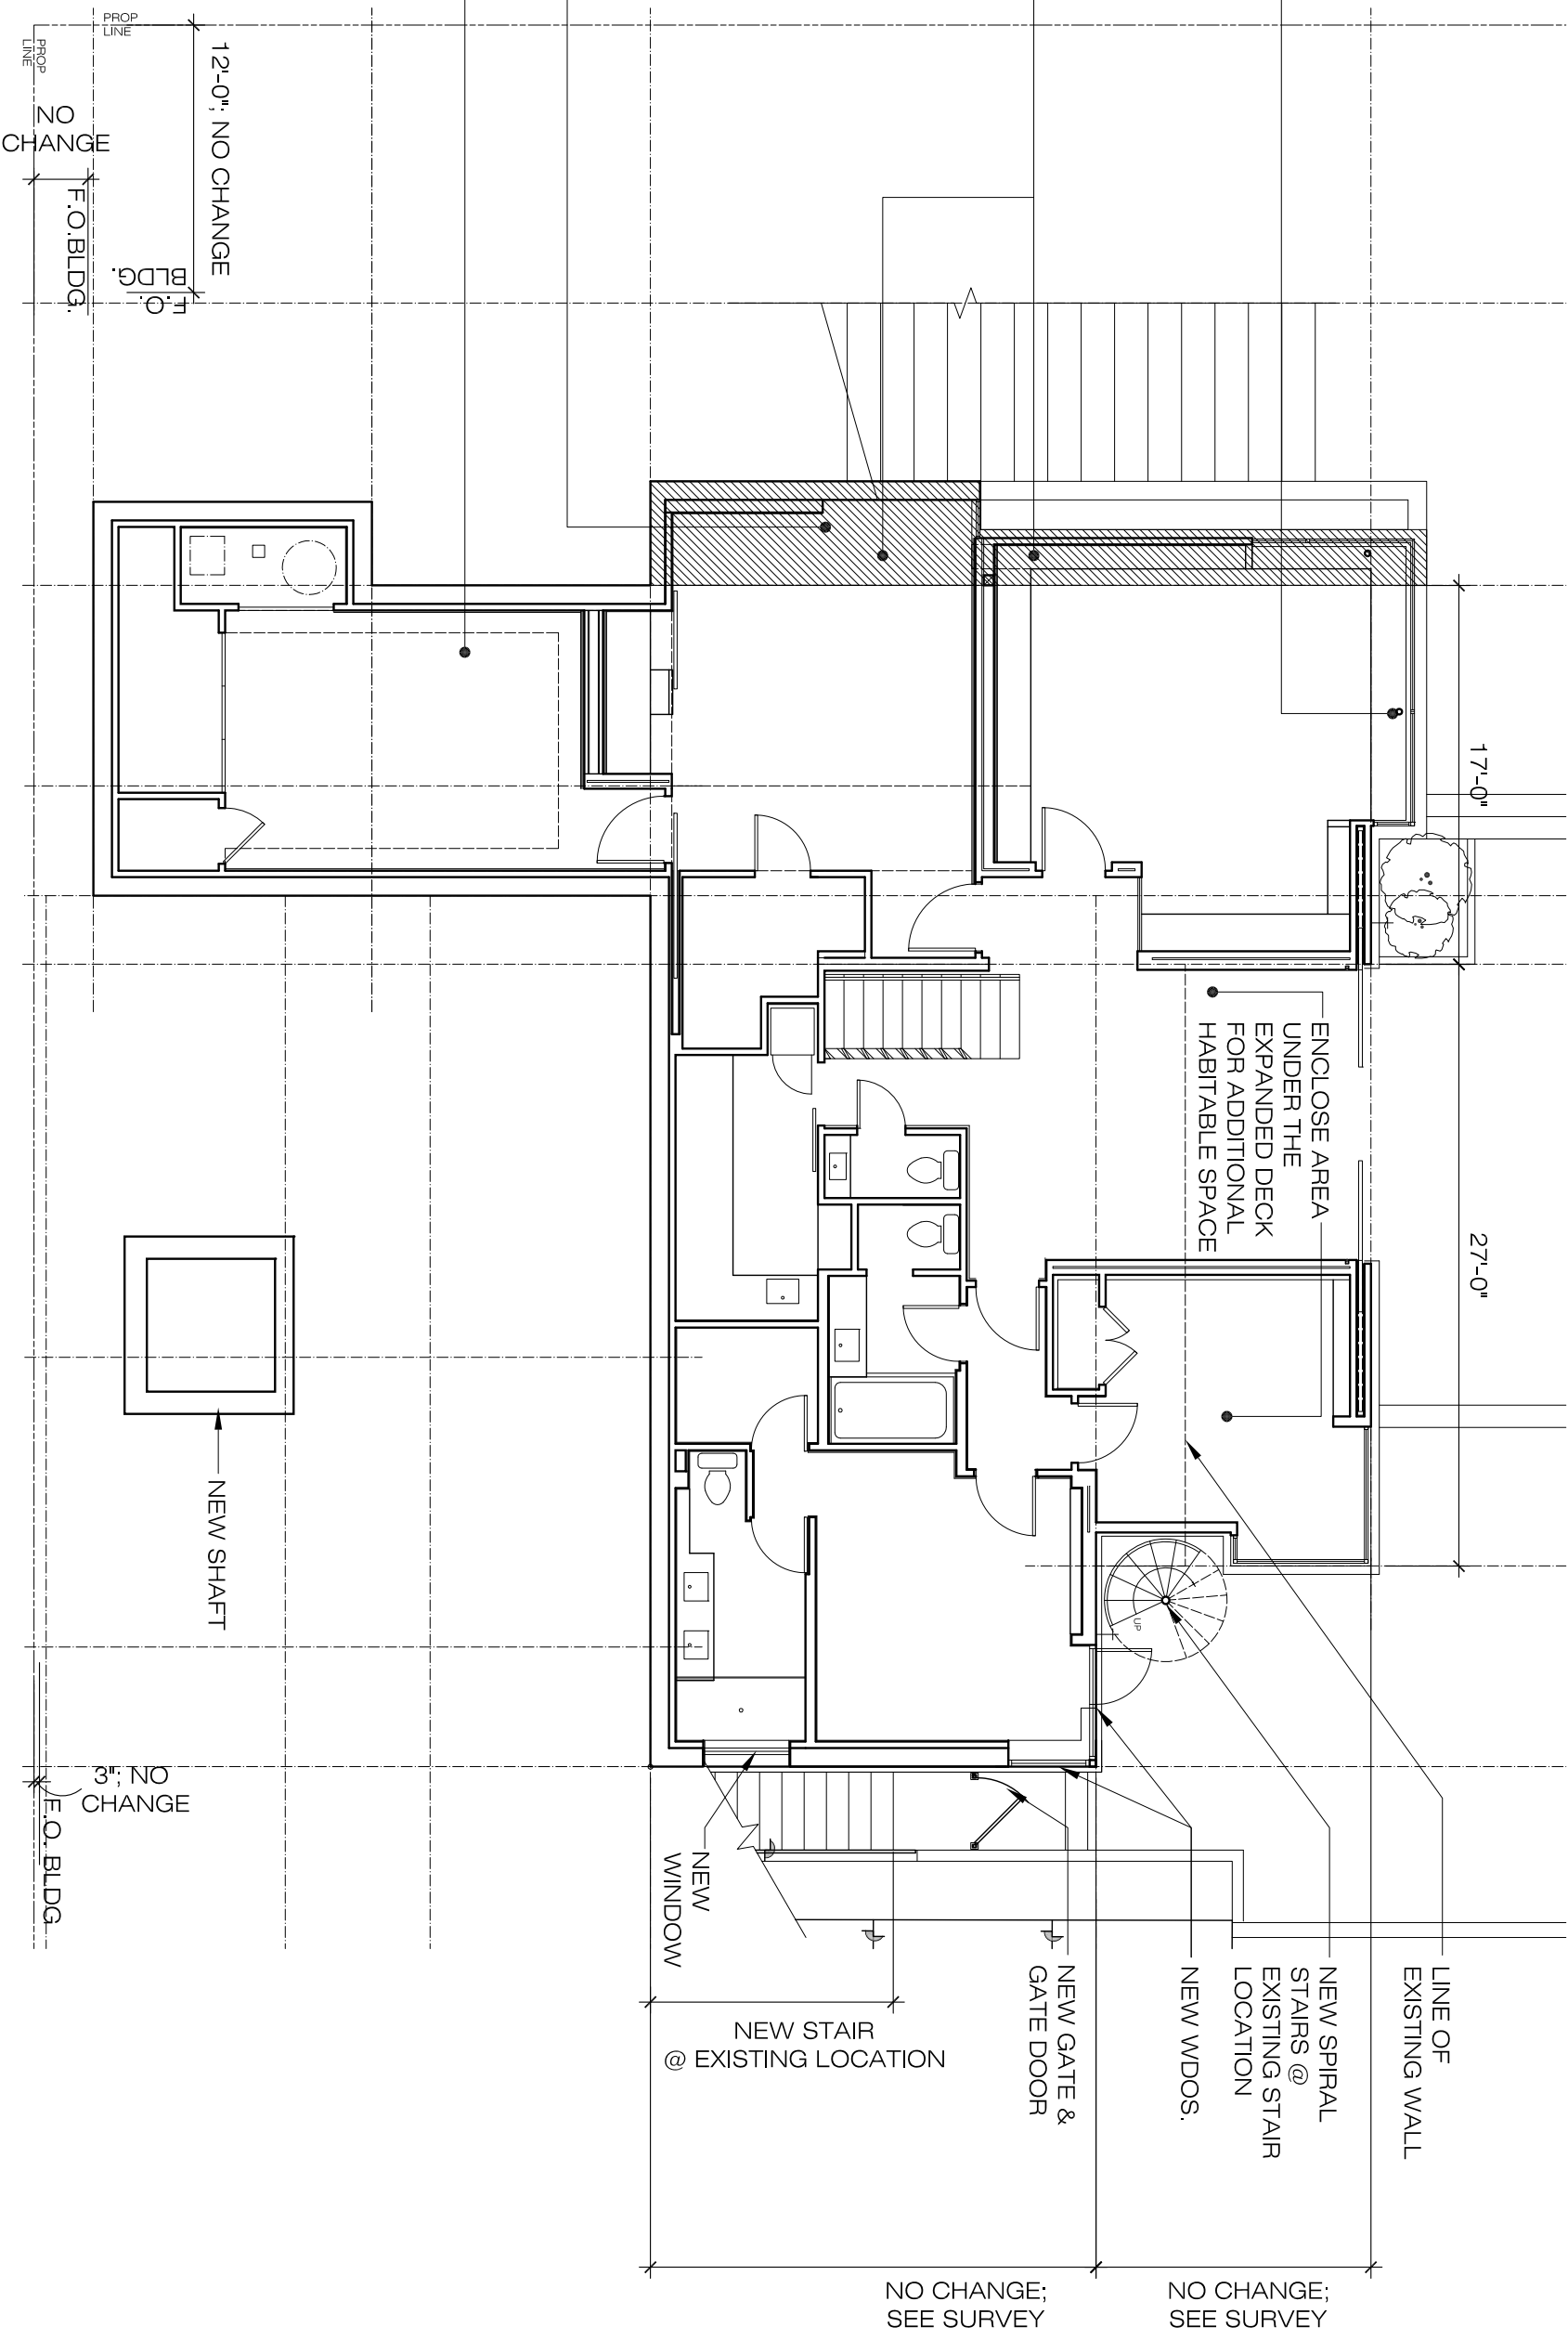 PROP
LINE
PROP
LINE
12'-0"; NO CHANGE
NO
CHANGE
F.O.BLDG.
F.O.
BLDG.
17'-0"
ENCLOSE AREA
UNDER THE
EXPANDED DECK
FOR ADDITIONAL
HABITABLE SPACE
27'-0"
NEW SHAFT
UP
3"; NO
CHANGE
F.O. BLDG
NEW
WINDOW
NEW STAIR
@ EXISTING LOCATION
NEW GATE &
GATE DOOR
NEW WDOS.
NEW SPIRAL
STAIRS @
EXISTING STAIR
LOCATION
LINE OF
EXISTING WALL
NO CHANGE;
SEE SURVEY
NO CHANGE;
SEE SURVEY